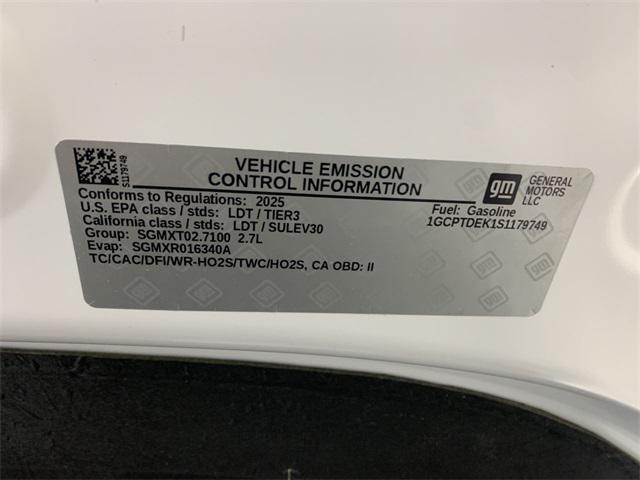 S1179749
VEHICLE EMISSION
CONTROL INFORMATION
gm
GENERAL
MOTORS
LLC
Conforms to Regulations: 2025
U.S. EPA class / stds: LDT / TIER3
California class / stds: LDT / SULEV30
Group: SGMXT02.7100 2.7L
Evap: SGMXR016340A
TC/CAC/DFI/WR-HO2S/TWC/HO2S, CA OBD: II
Fuel: Gasoline
1GCPTDEK1S1179749